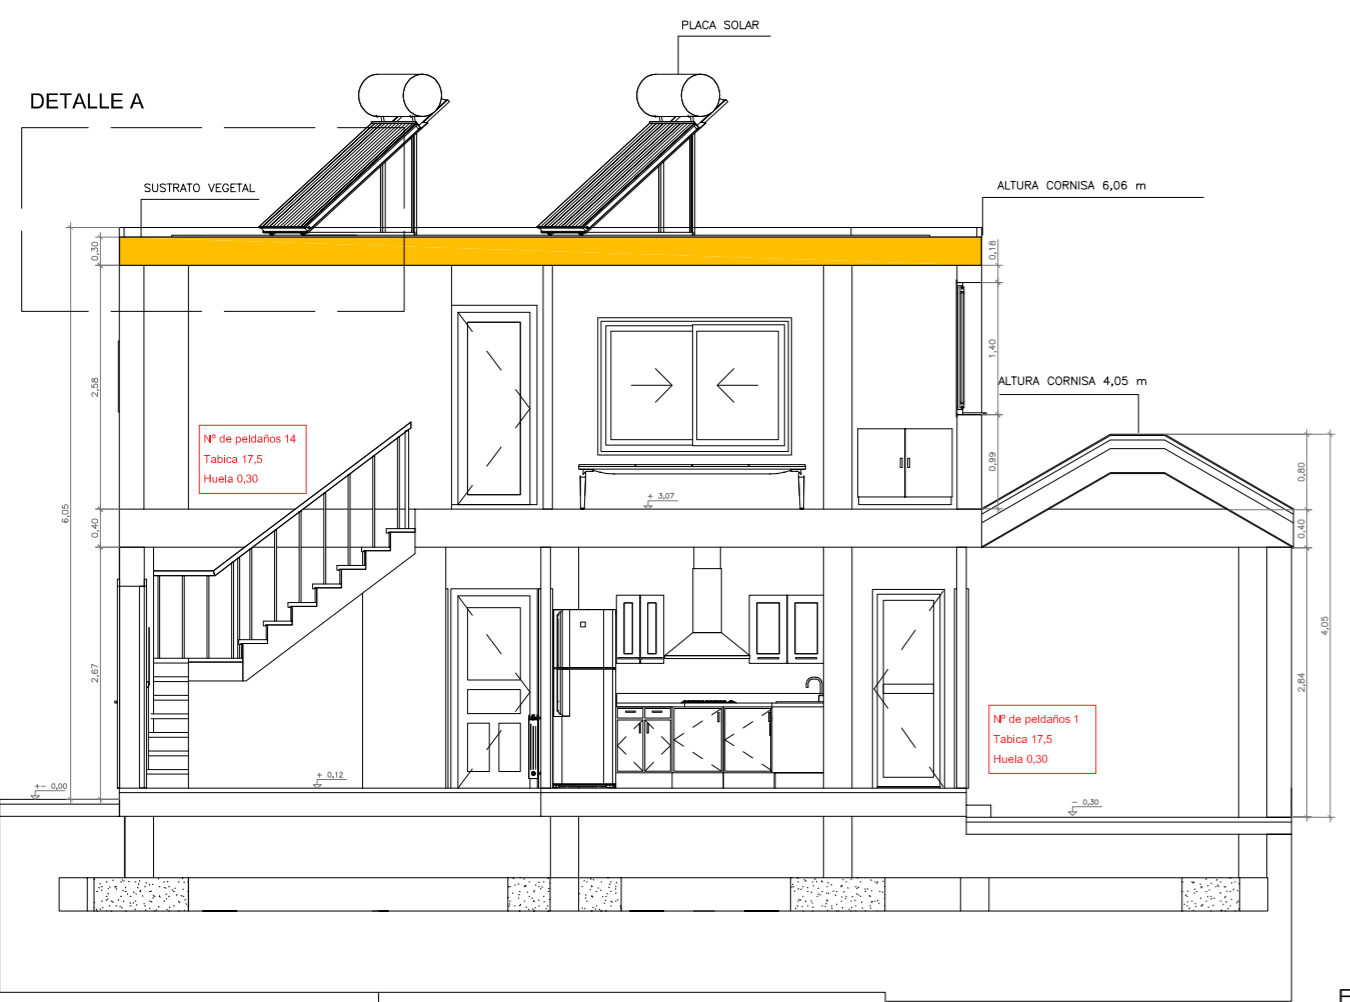 PLACA SOLAR
DETALLE A
SUSTRATO VEGETAL
ALTURA CORNISA 6,06 m
0,30
0,18
2,58
1,40
ALTURA CORNISA 4,05 m
Nº de peldaños 14
Tabica 17,5
Huela 0,30
0,99
0,80
+ 3,07
6,05
0,40
0,40
4,05
2,67
2,84
Nº de peldaños 1
Tabica 17,5
Huela 0,30
+ 0,12
+- 0,00
- 0,30